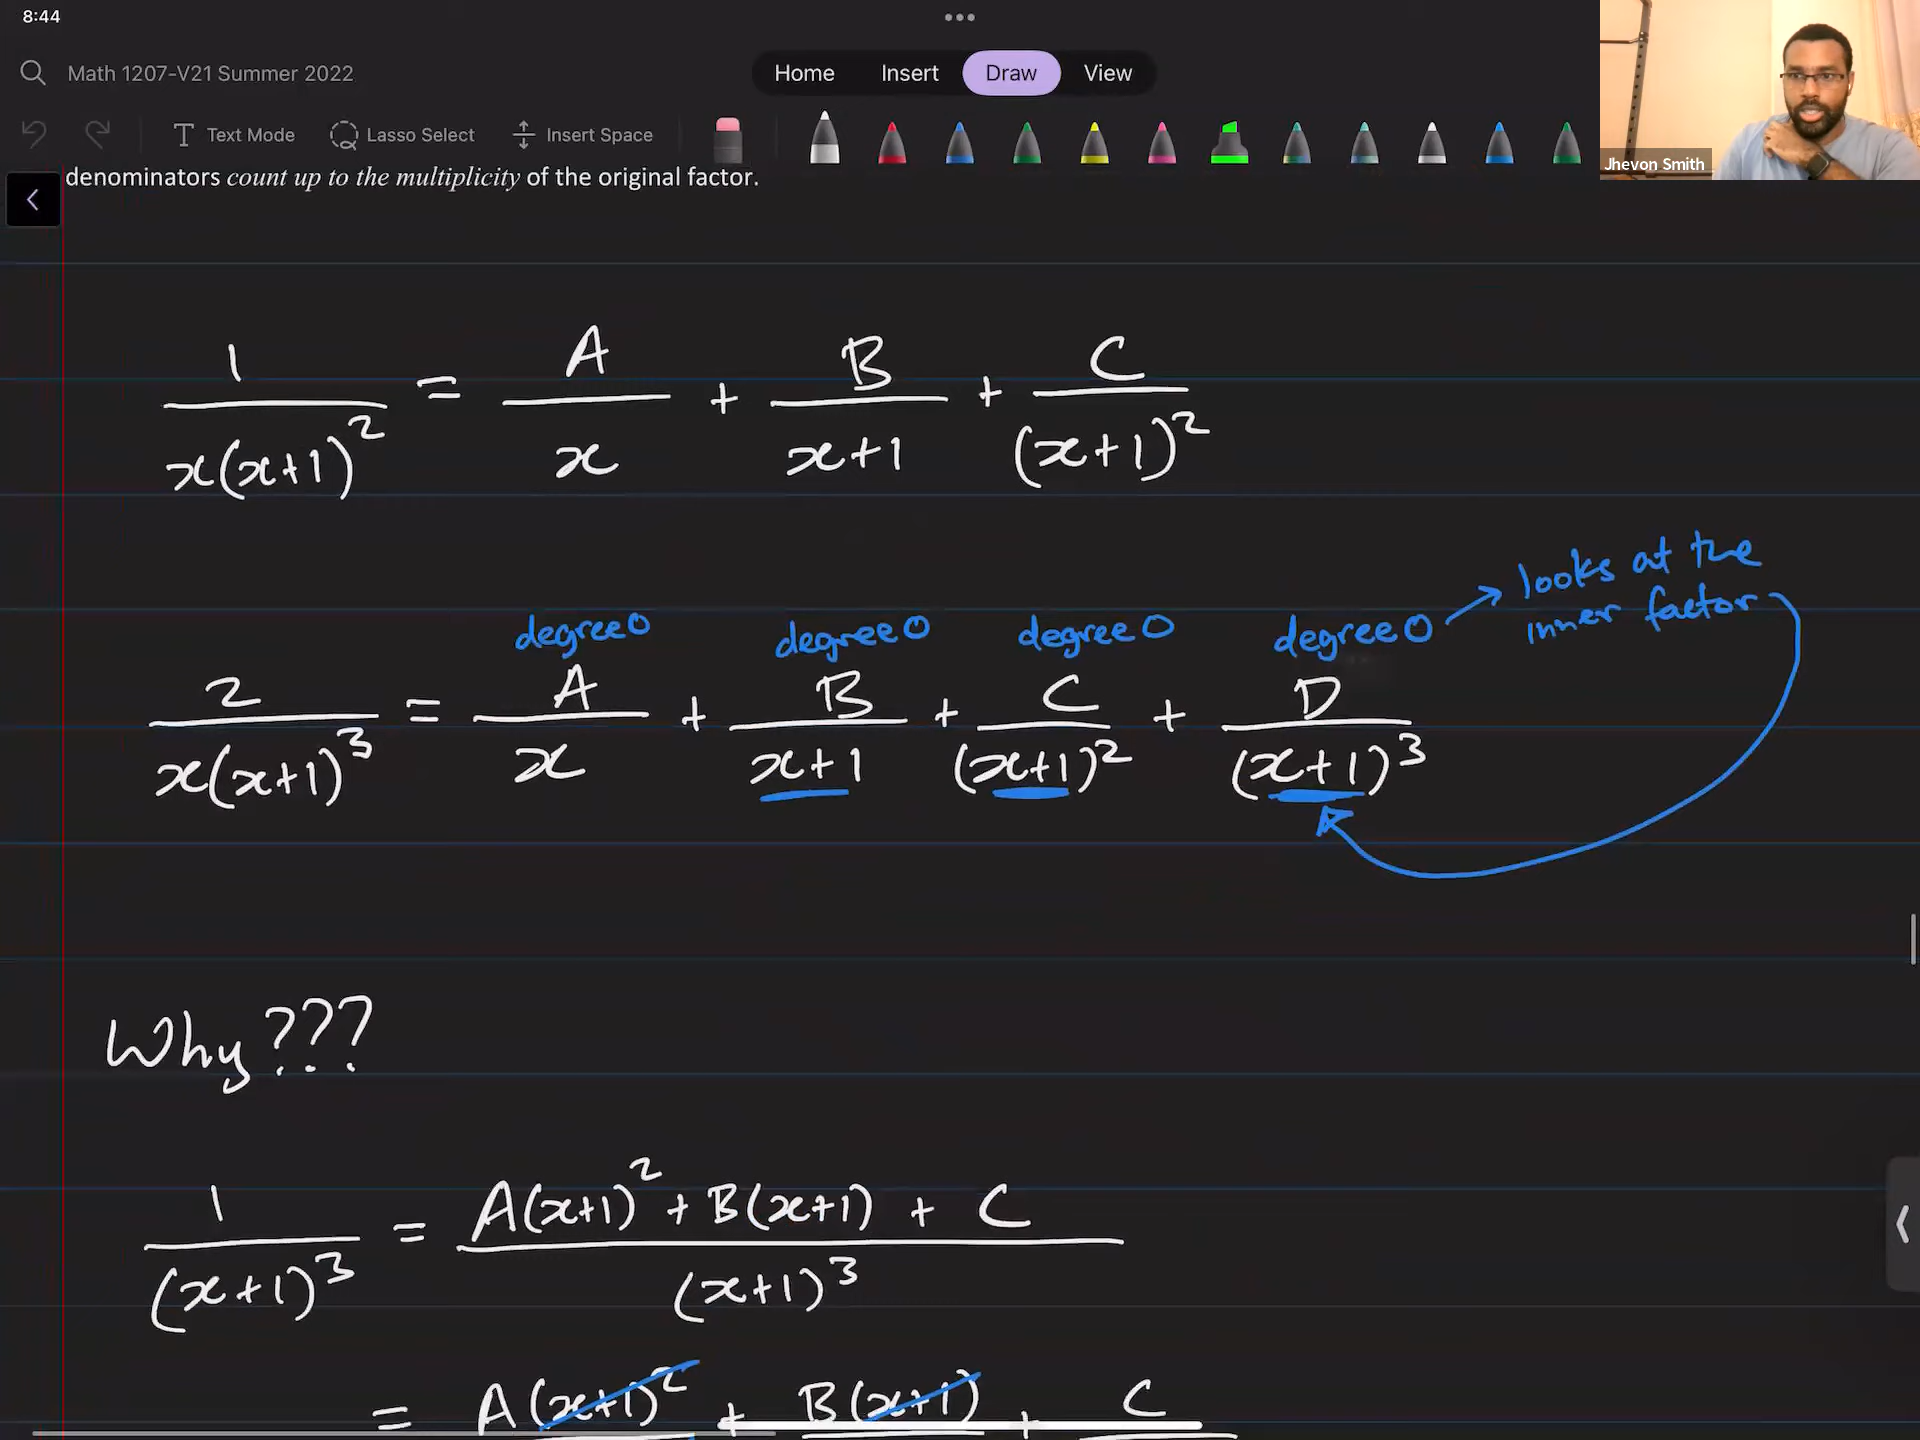 8:44
Math 1207-V21 Summer 2022
Home Insert Draw View
Text Mode Lasso Select Insert Space
Jhevon Smith
denominators count up to the multiplicity of the original factor.
1/(x(x+1)^2) = A/x + B/(x+1) + C/(x+1)^2
degree 0 degree 0 degree 0 degree 0 → looks at the
inner factor
2/(x(x+1)^3) = A/x + B/(x+1) + C/(x+1)^2 + D/(x+1)^3
Why???
1/(x+1)^3 = (A(x+1)^2 + B(x+1) + C)/(x+1)^3
= A(x+1)^2 + B(x+1) + C